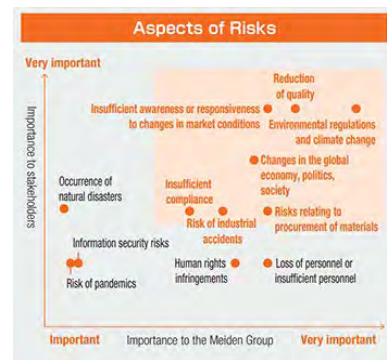 Aspects of Risks
Very important
Importance to stakeholders
Reduction
of quality
Insufficient awareness or responsiveness
to changes in market conditions
Environmental regulations
and climate change
Changes in the global
economy, politics,
society
Occurrence of
natural disasters
Insufficient
compliance
Risk of industrial
accidents
Risks relating to
procurement of materials
Information security risks
Risk of pandemics
Human rights
infringements
Loss of personnel or
insufficient personnel
Important
Importance to the Meiden Group
Very important